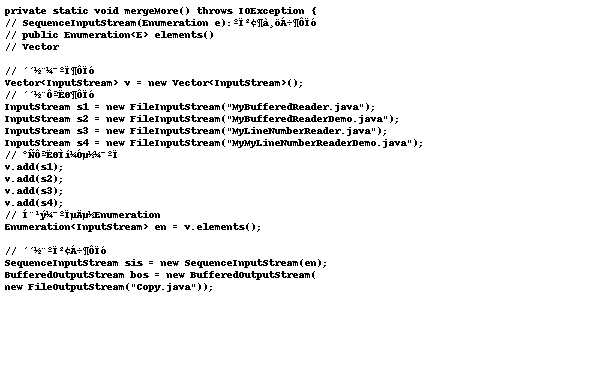 private static void mergeMore() throws IOException {
// SequenceInputStream(Enumeration e):ºÏ²¢¶à¸öÁ÷¶ÔÏó
// public Enumeration<E> elements()
// Vector
// ´´½¨¼¯ºÏ¶ÔÏó
Vector<InputStream> v = new Vector<InputStream>();
// ´´½¨ÔªËØ¶ÔÏó
InputStream s1 = new FileInputStream("MyBufferedReader.java");
InputStream s2 = new FileInputStream("MyBufferedReaderDemo.java");
InputStream s3 = new FileInputStream("MyLineNumberReader.java");
InputStream s4 = new FileInputStream("MyMyLineNumberReaderDemo.java");
// °ÑÔªËØÌí¼Óµ½¼¯ºÏ
v.add(s1);
v.add(s2);
v.add(s3);
v.add(s4);
// Í¨¹ý¼¯ºÏµÃµ½Enumeration
Enumeration<InputStream> en = v.elements();
// ´´½¨ºÏ²¢Á÷¶ÔÏó
SequenceInputStream sis = new SequenceInputStream(en);
BufferedOutputStream bos = new BufferedOutputStream(
new FileOutputStream("Copy.java"));